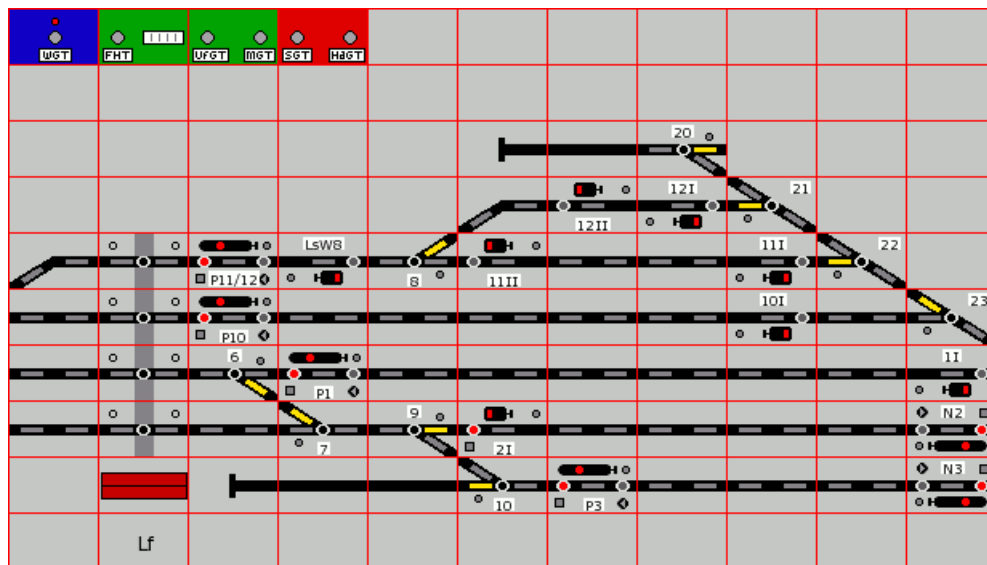 WGT FHT UfGT MGT SGT HaGT
20
12I 21
12II
LsW8 11I 22
P11/12 8 11II
10I 23
P10
6 1I
P1
9 N2
7 2I
N3
10 P3
Lf